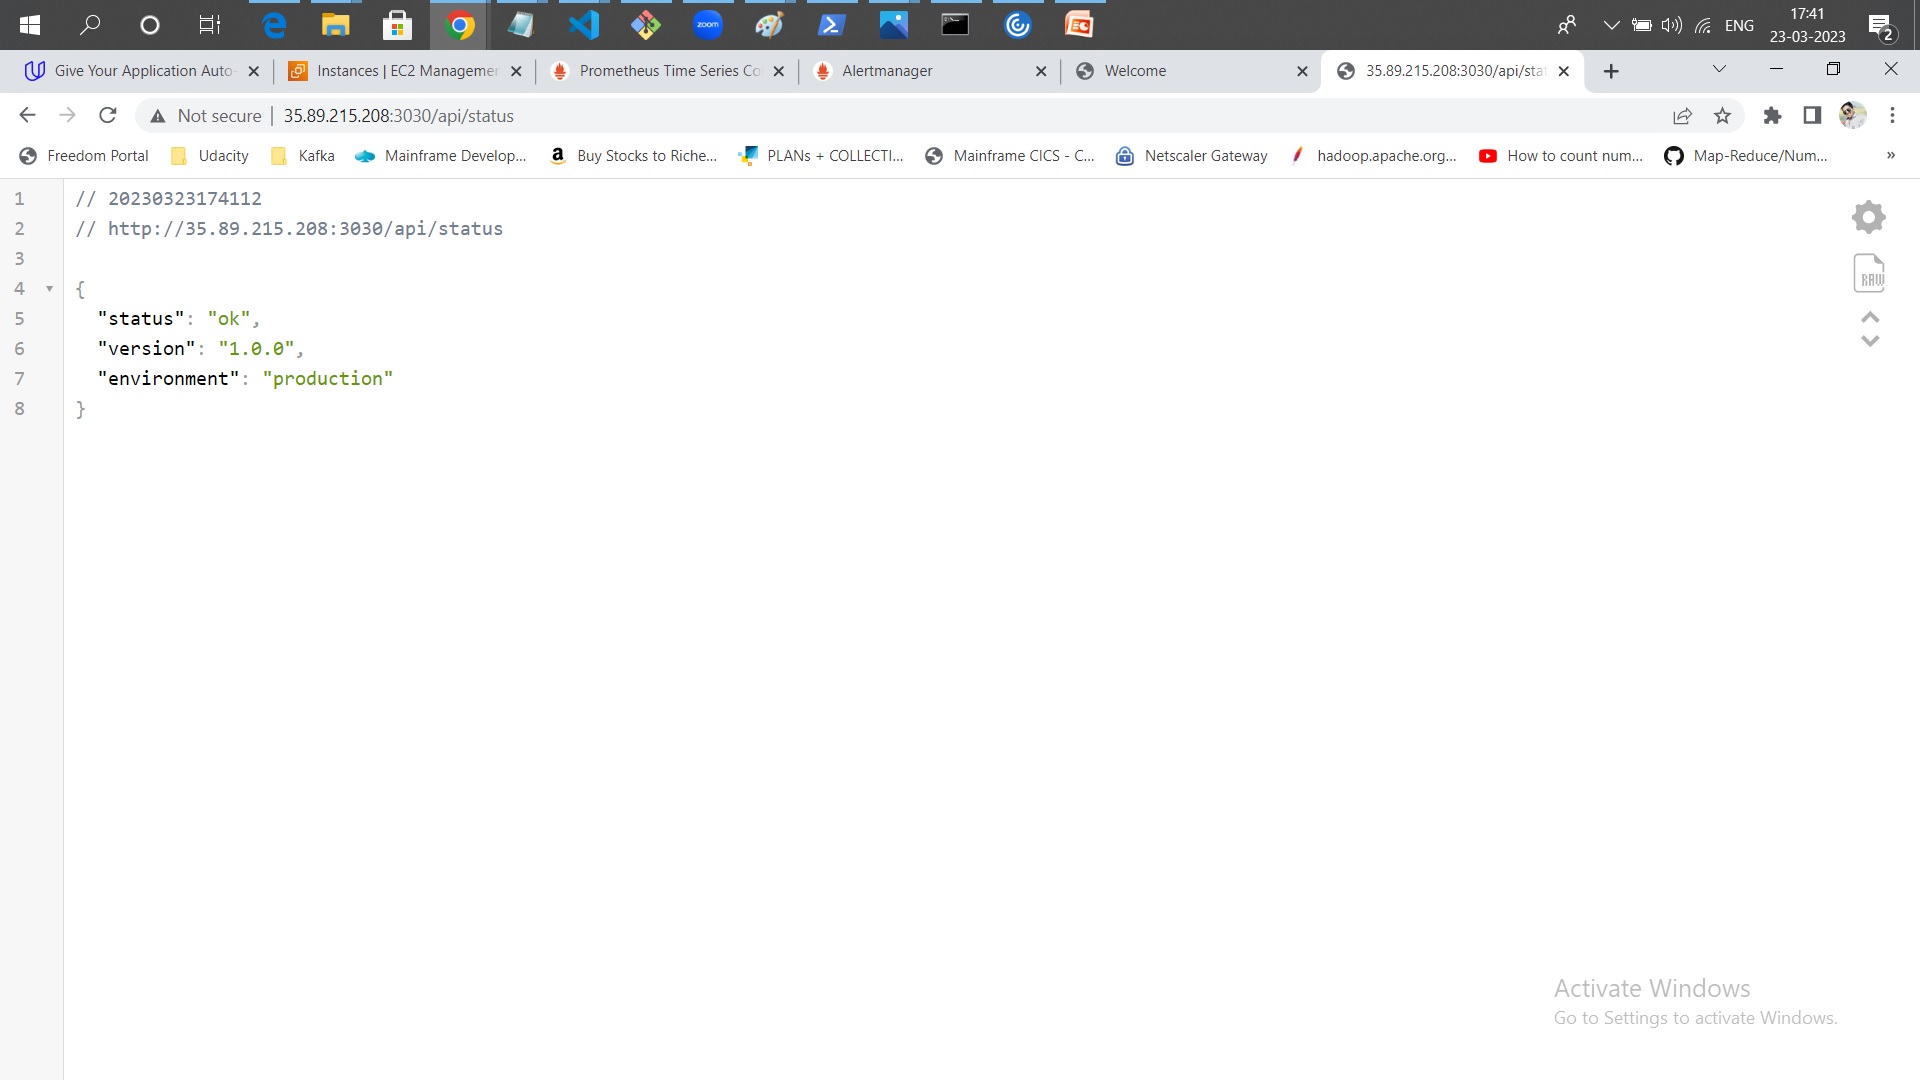 zoom
ENG
17:41
23-03-2023
2
Give Your Application Auto-
Instances | EC2 Managemen
Prometheus Time Series Co
Alertmanager
Welcome
35.89.215.208:3030/api/stat
Not secure
35.89.215.208:3030/api/status
Freedom Portal
Udacity
Kafka
Mainframe Develop...
Buy Stocks to Riche...
PLANs + COLLECTI...
Mainframe CICS - C...
Netscaler Gateway
hadoop.apache.org...
How to count num...
Map-Reduce/Num...
»
1 // 20230323174112
2 // http://35.89.215.208:3030/api/status
3
4 {
5 "status": "ok",
6 "version": "1.0.0",
7 "environment": "production"
8 }
RAW
Activate Windows
Go to Settings to activate Windows.